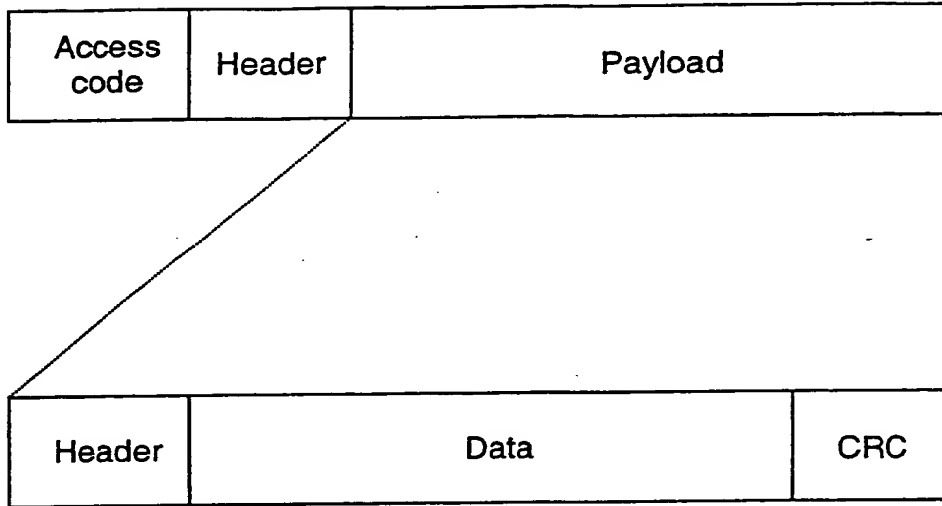 Access
code
Header
Payload
Header
Data
CRC